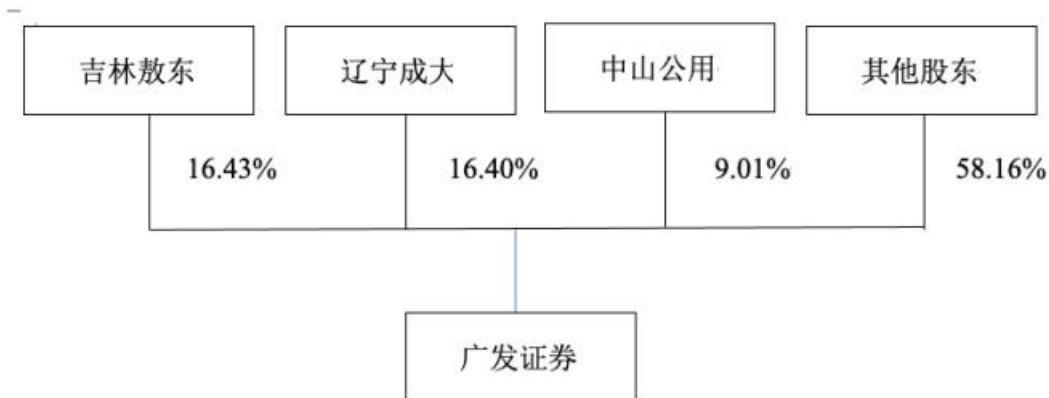 吉林敖东
辽宁成大
中山公用
其他股东
16.43%
16.40%
9.01%
58.16%
广发证券